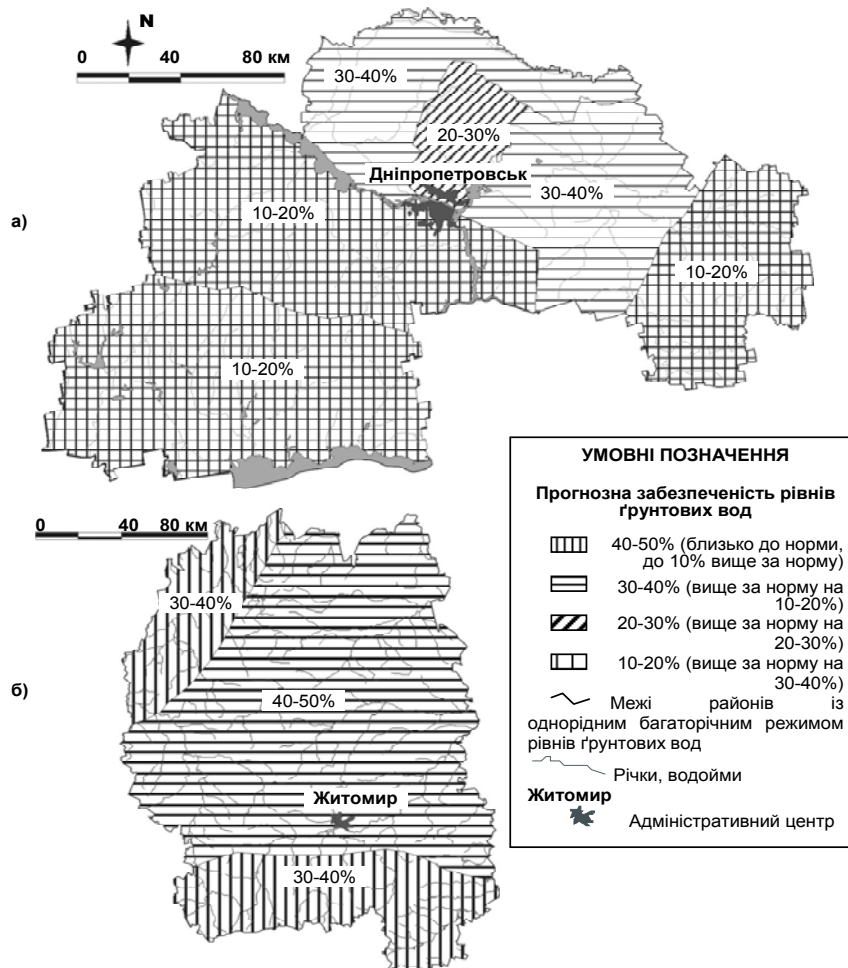 N
0 40 80 км
30-40%
20-30%
Дніпропетровськ
а)
10-20%
30-40%
10-20%
10-20%
УМОВНІ ПОЗНАЧЕННЯ
Прогнозна забезпеченість рівнів
ґрунтових вод
40-50% (близько до норми,
до 10% вище за норму)
30-40% (вище за норму на
10-20%)
20-30% (вище за норму на
20-30%)
10-20% (вище за норму на
30-40%)
Межі районів із
однорідним багаторічним режимом
рівнів ґрунтових вод
Річки, водойми
Житомир
Адміністративний центр
0 40 80 км
30-40%
б)
40-50%
Житомир
30-40%